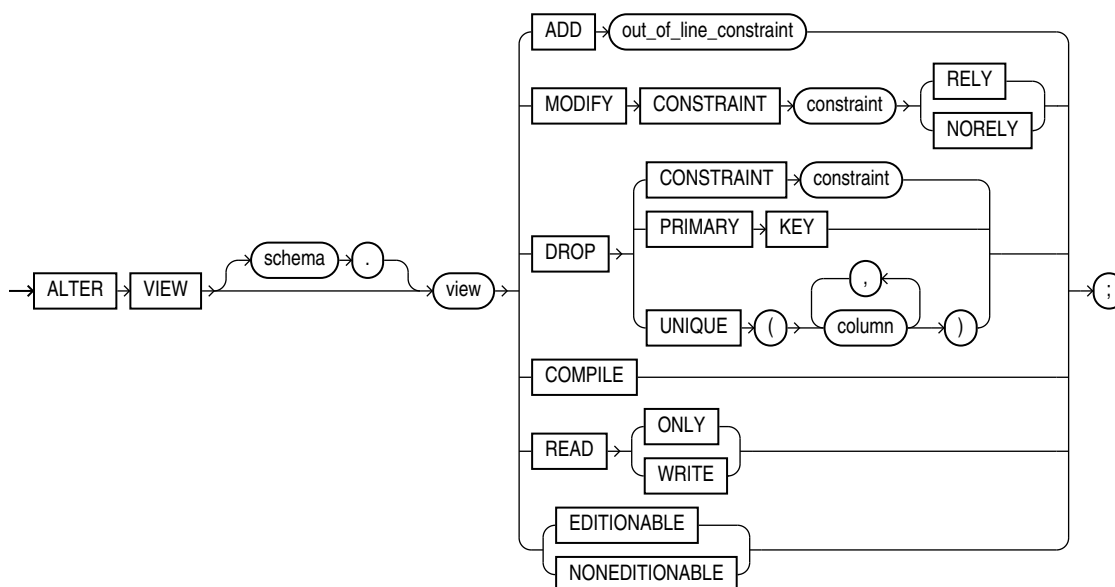 ADD out_of_line_constraint
MODIFY CONSTRAINT constraint RELY
NORELY
CONSTRAINT constraint
PRIMARY KEY
DROP
UNIQUE ( , column )
ALTER VIEW schema . view ;
COMPILE
READ ONLY
WRITE
EDITIONABLE
NONEDITIONABLE